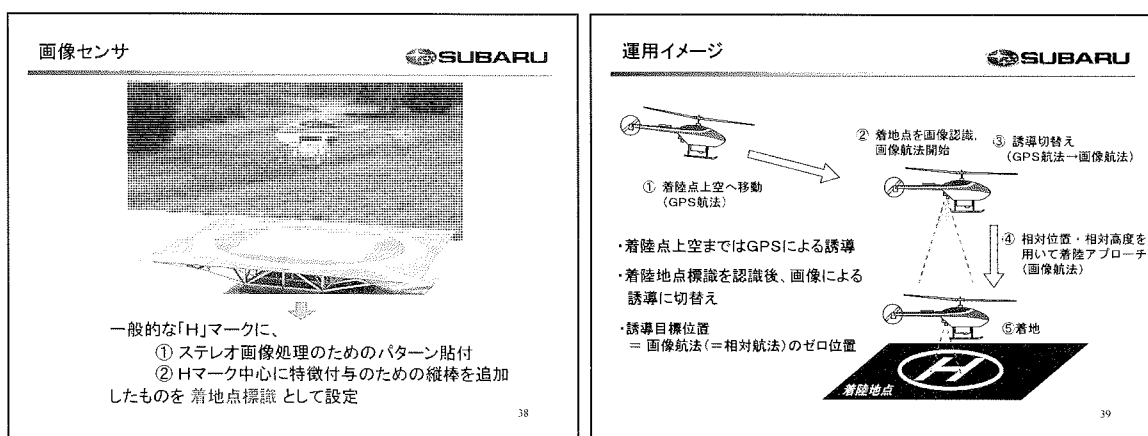 画像センサ
SUBARU
一般的な「H」マークに、
① ステレオ画像処理のためのパターン貼付
② Hマーク中心に特徴付与のための縦棒を追加
したものを 着地点標識 として設定
38
運用イメージ
SUBARU
① 着陸点上空へ移動
(GPS航法)
② 着地点を画像認識,
画像航法開始
③ 誘導切替え
(GPS航法→画像航法)
・着陸点上空まではGPSによる誘導
・着陸地点標識を認識後、画像による
誘導に切替え
・誘導目標位置
= 画像航法(=相対航法)のゼロ位置
④ 相対位置・相対高度を
用いて着陸アプローチ
(画像航法)
⑤着地
H
着陸地点
39